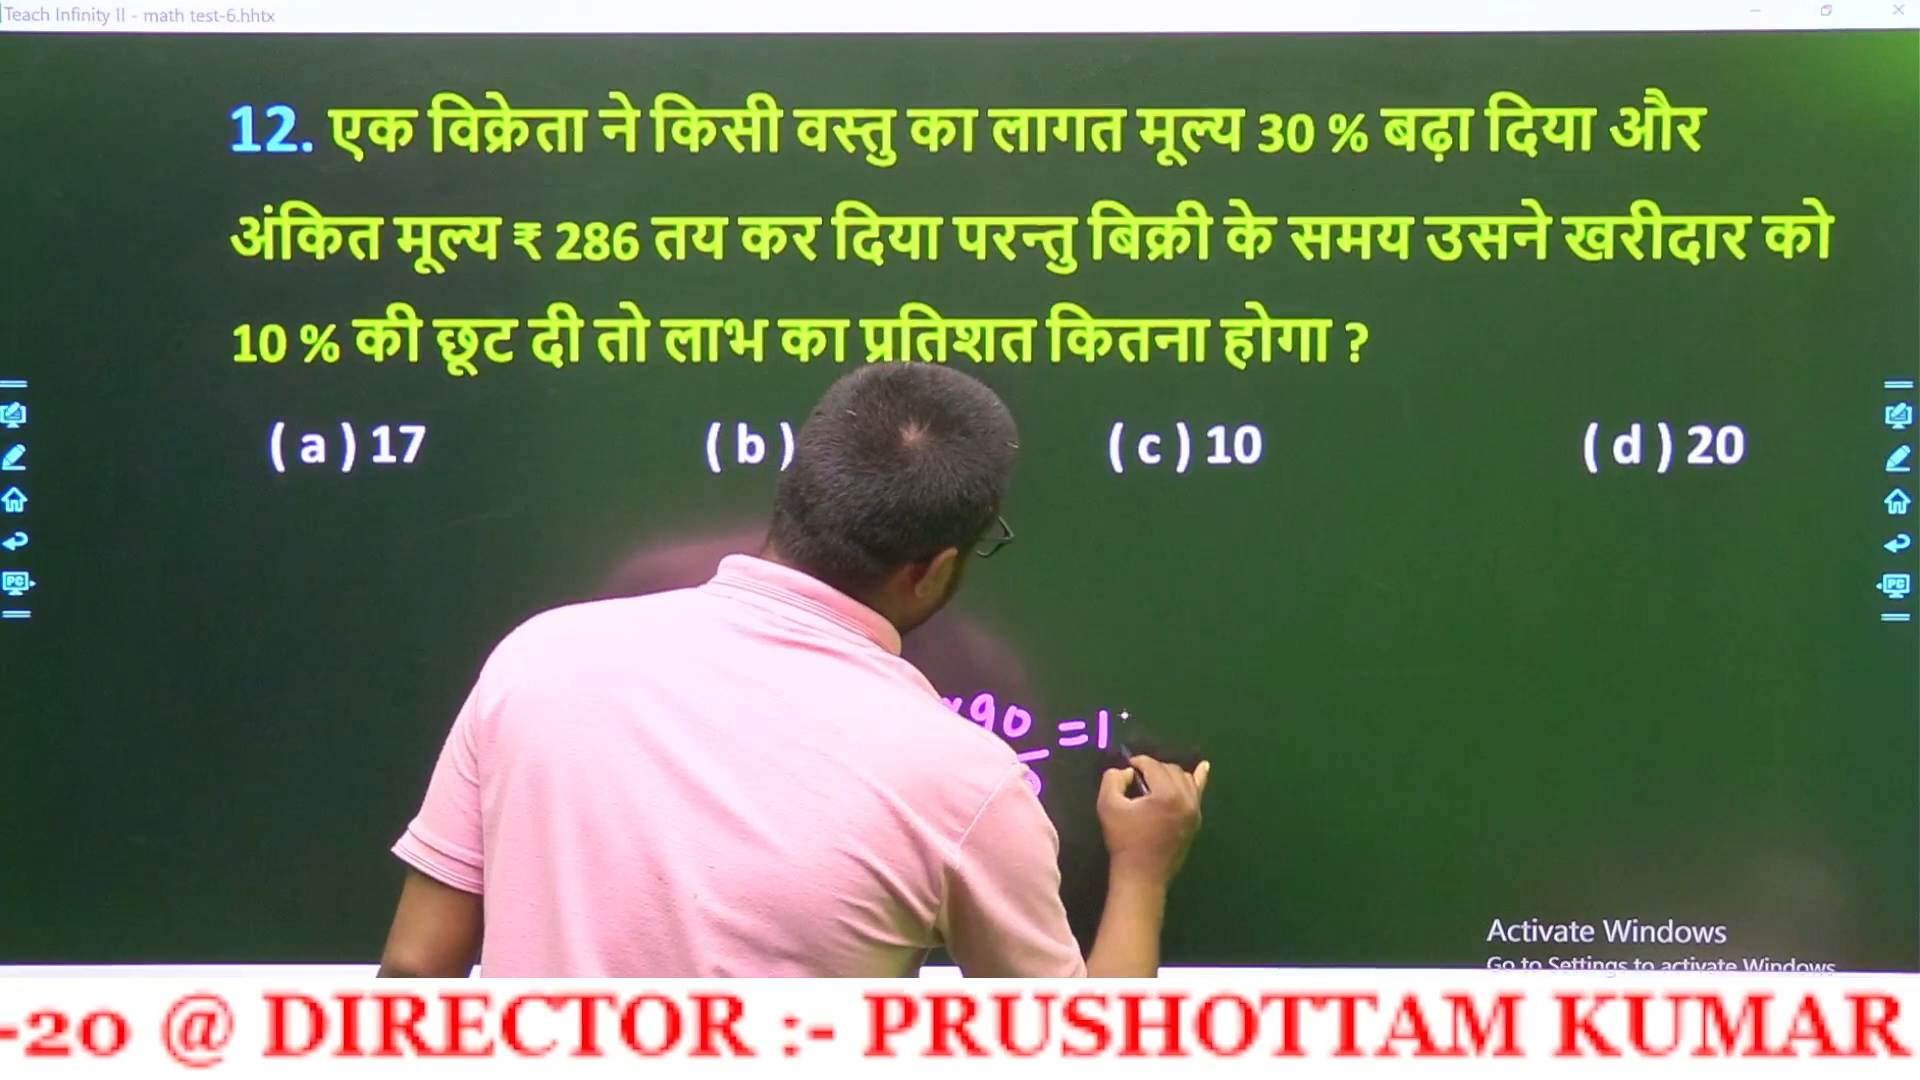 Teach Infinity II - math test-6.hhtx
12. एक विक्रेता ने किसी वस्तु का लागत मूल्य 30 % बढ़ा दिया और
अंकित मूल्य ₹ 286 तय कर दिया परन्तु बिक्री के समय उसने खरीदार को
10 % की छूट दी तो लाभ का प्रतिशत कितना होगा ?
( a ) 17 ( b ) ( c ) 10 ( d ) 20
90 = 1
PC PC
Activate Windows
Go to Settings to activate Windows
-20 @ DIRECTOR :- PRUSHOTTAM KUMAR